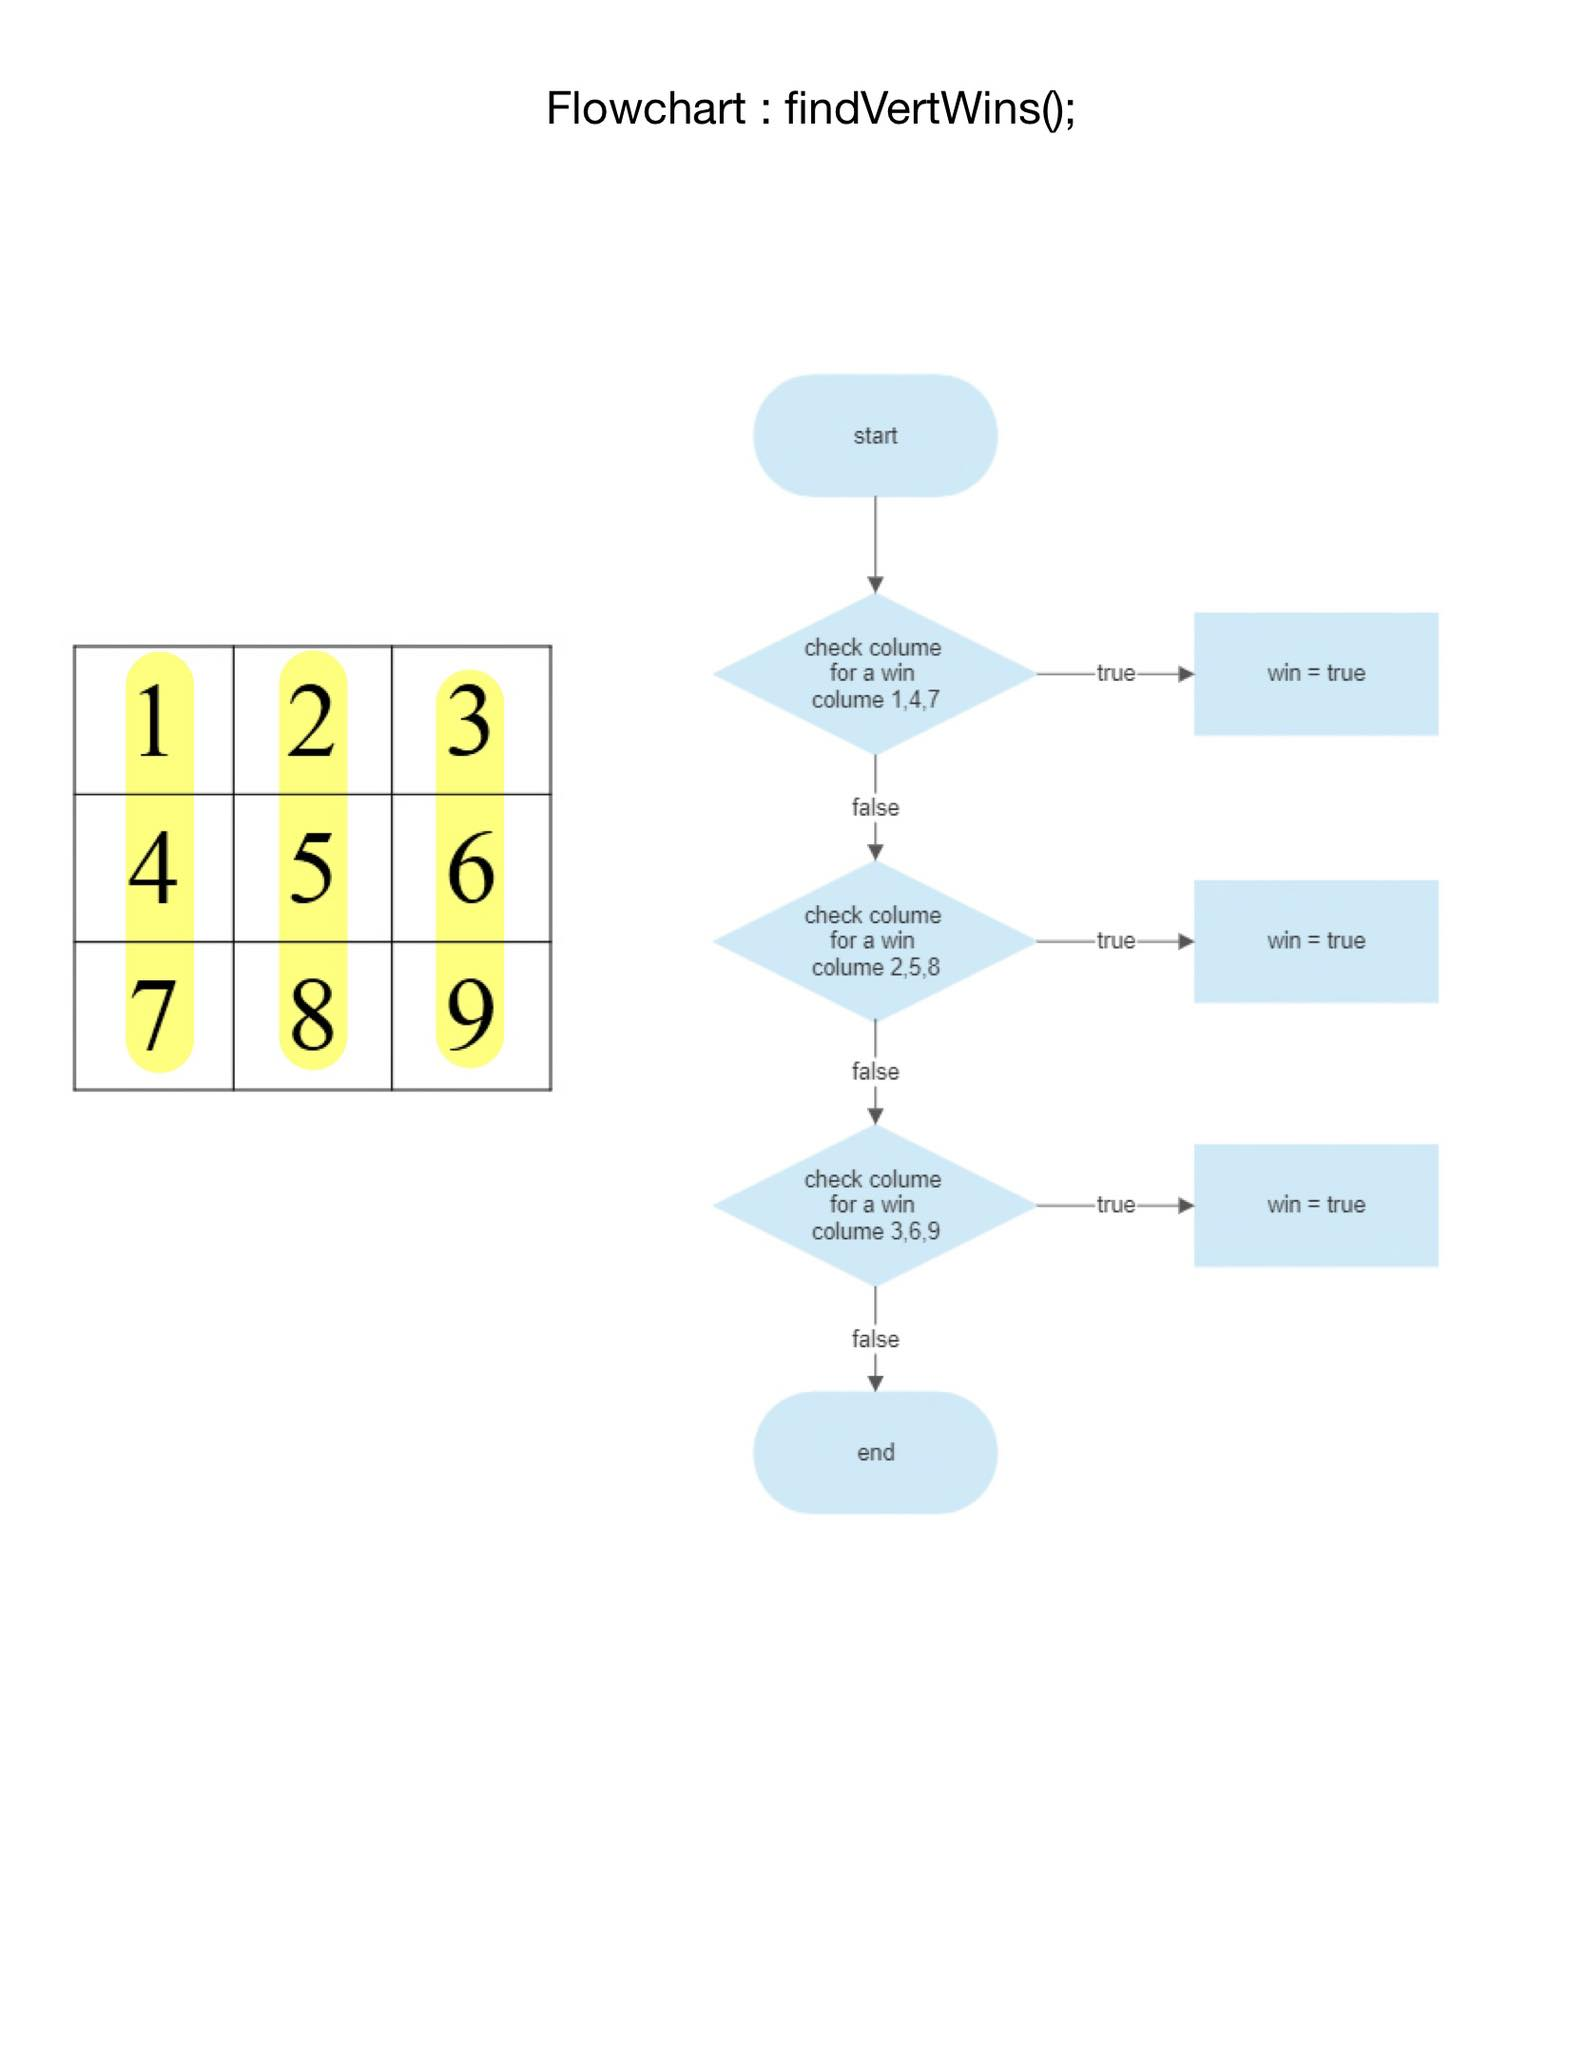 Flowchart : findVertWins();
1 2 3
4 5 6
7 8 9
start
check colume
for a win
colume 1,4,7
true
win = true
false
check colume
for a win
colume 2,5,8
true
win = true
false
check colume
for a win
colume 3,6,9
true
win = true
false
end